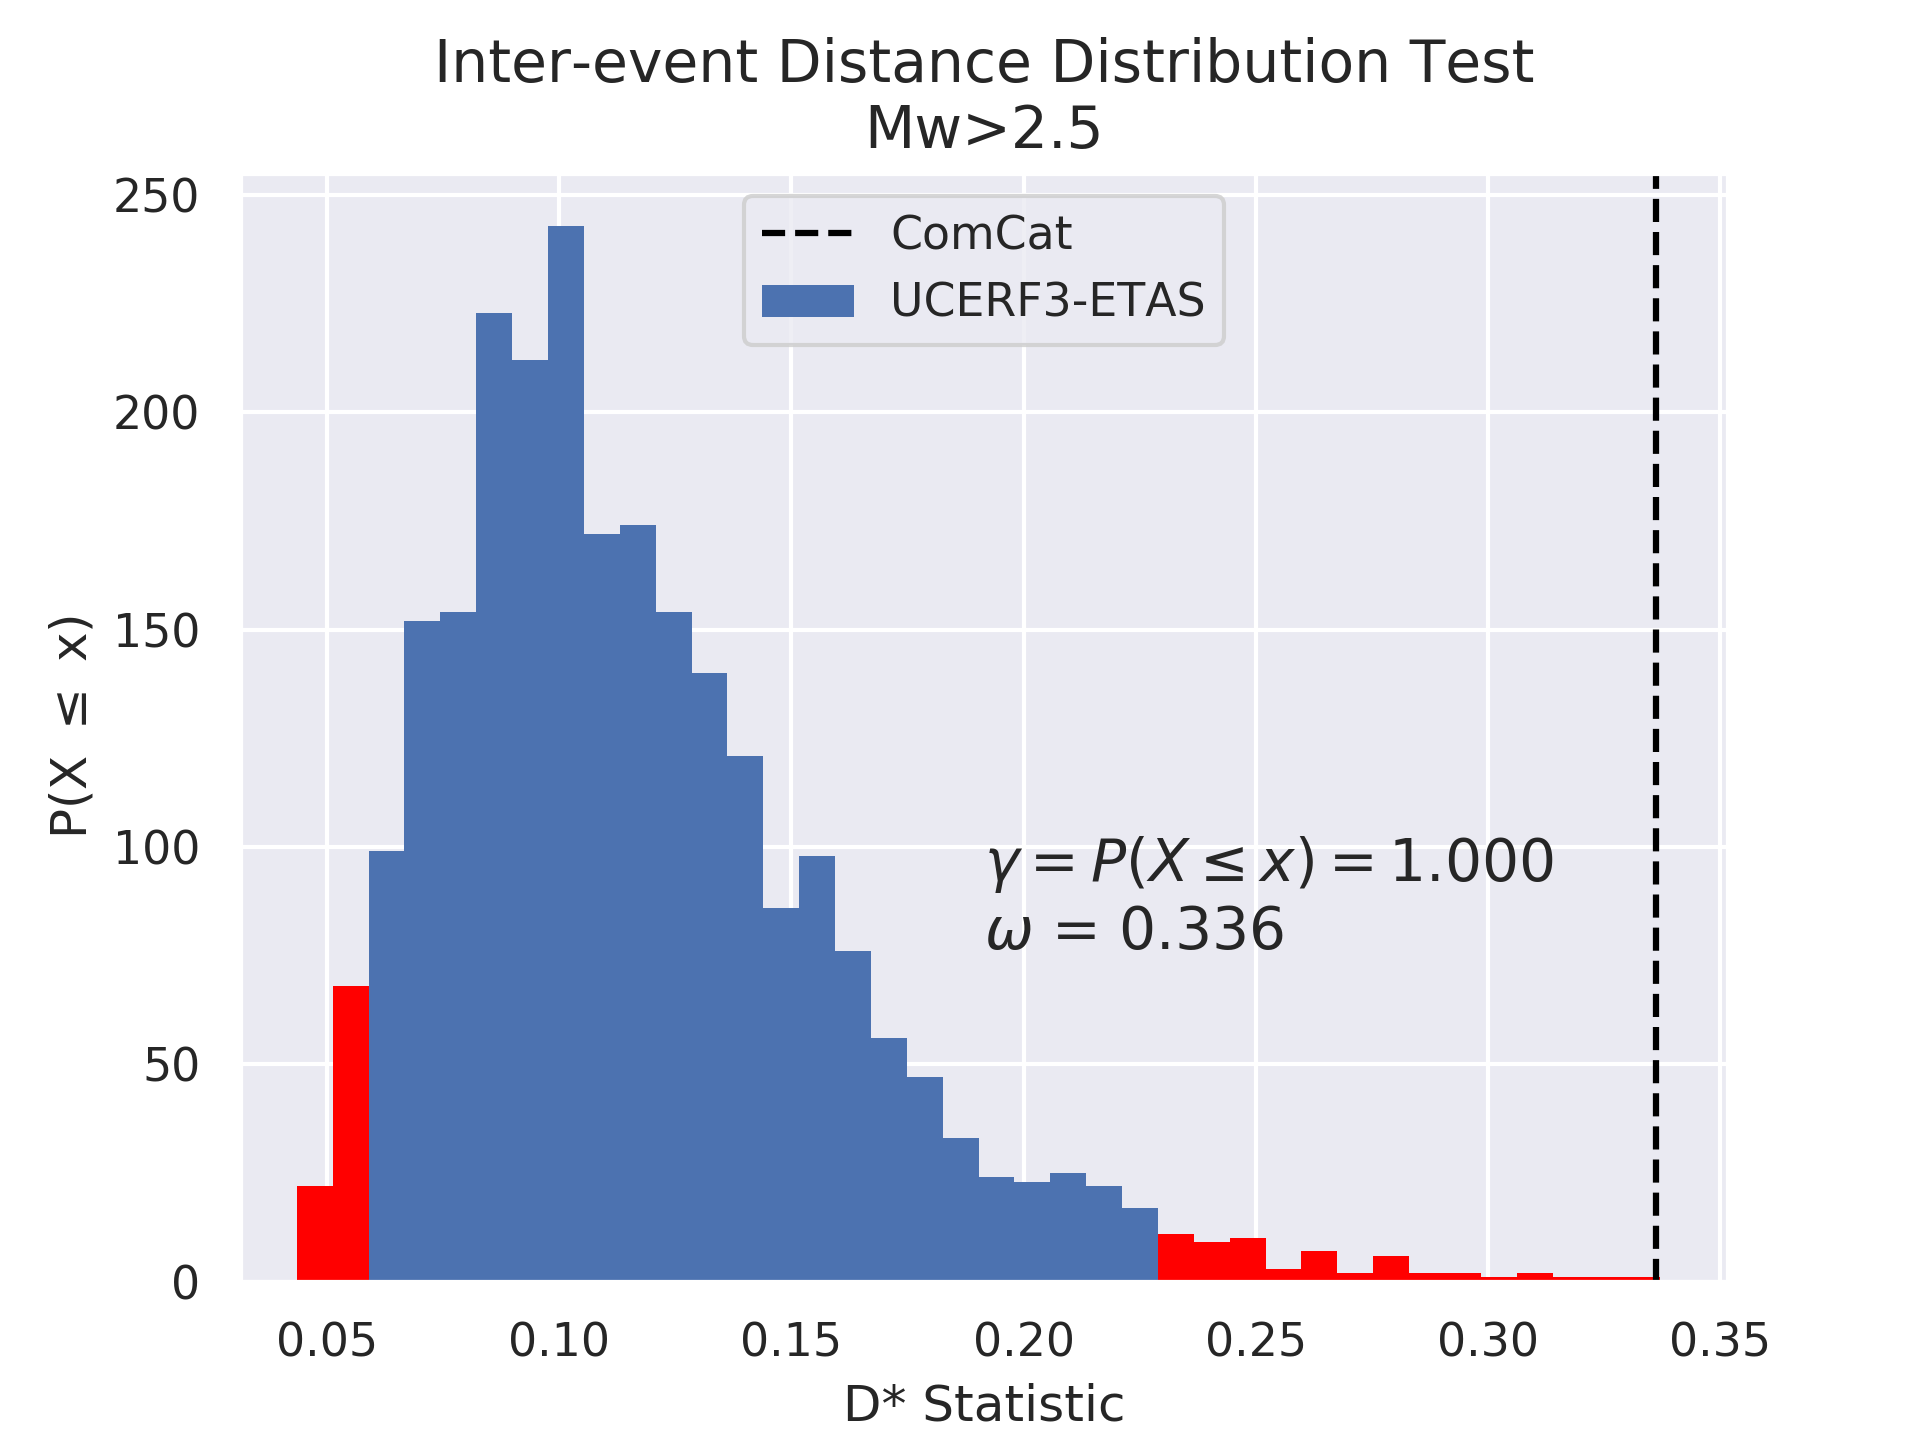 Inter-event Distance Distribution Test
Mw>2.5
ComCat
UCERF3-ETAS
250
200
150
100
50
0
P(X ≤ x)
γ = P(X ≤ x) = 1.000
ω = 0.336
0.05 0.10 0.15 0.20 0.25 0.30 0.35
D* Statistic